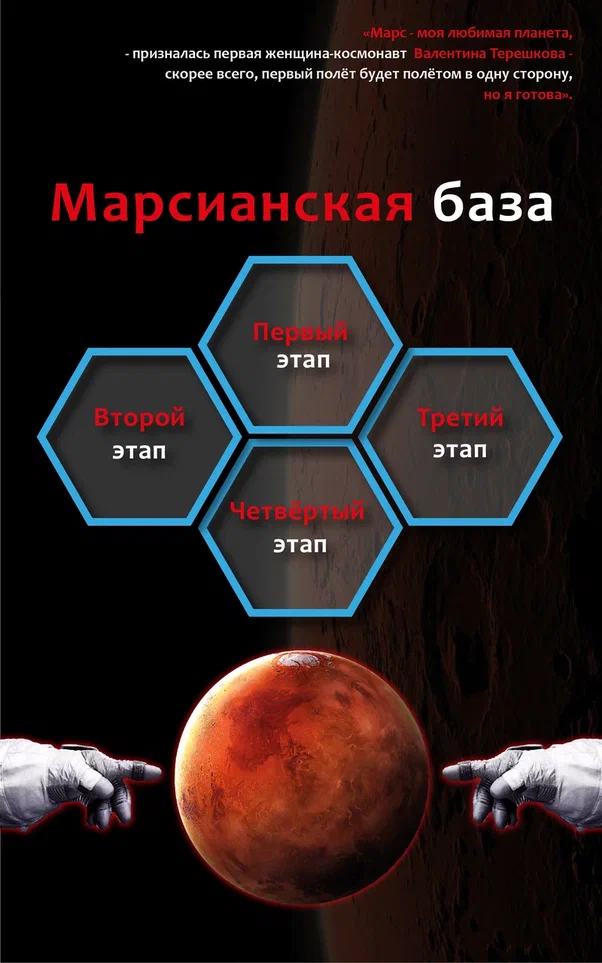 «Марс - моя любимая планета,
- призналась первая женщина-космонавт Валентина Терешкова -
скорее всего, первый полёт будет полётом в одну сторону,
но я готова».
Марсианская база
Первый
этап
Второй
этап
Третий
этап
Четвёртый
этап